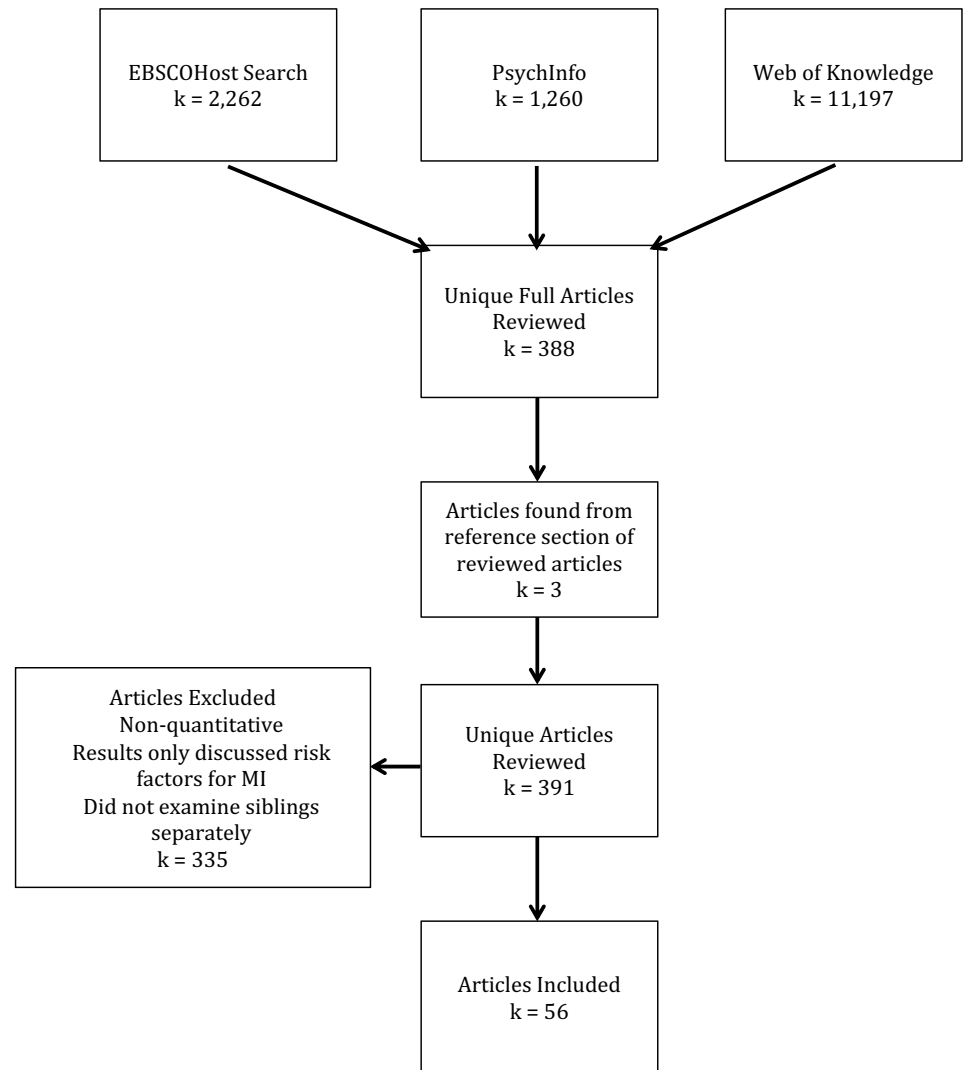 EBSCOHost Search
k = 2,262
PsychInfo
k = 1,260
Web of Knowledge
k = 11,197
Unique Full Articles
Reviewed
k = 388
Articles found from
reference section of
reviewed articles
k = 3
Articles Excluded
Non-quantitative
Results only discussed risk
factors for MI
Did not examine siblings
separately
k = 335
Unique Articles
Reviewed
k = 391
Articles Included
k = 56